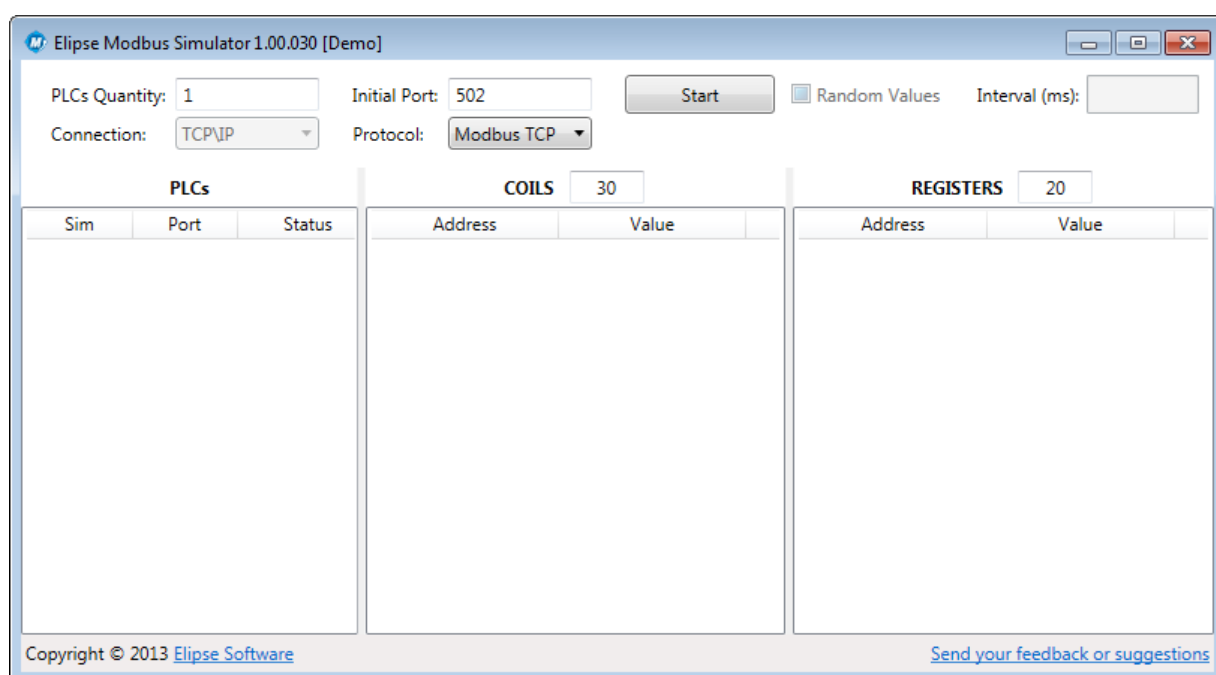 Elipse Modbus Simulator 1.00.030 [Demo]
PLCs Quantity: 1 Initial Port: 502 Start Random Values Interval (ms):
Connection: TCP\IP Protocol: Modbus TCP
PLCs COILS 30 REGISTERS 20
Sim Port Status Address Value Address Value
Copyright © 2013 Elipse Software Send your feedback or suggestions